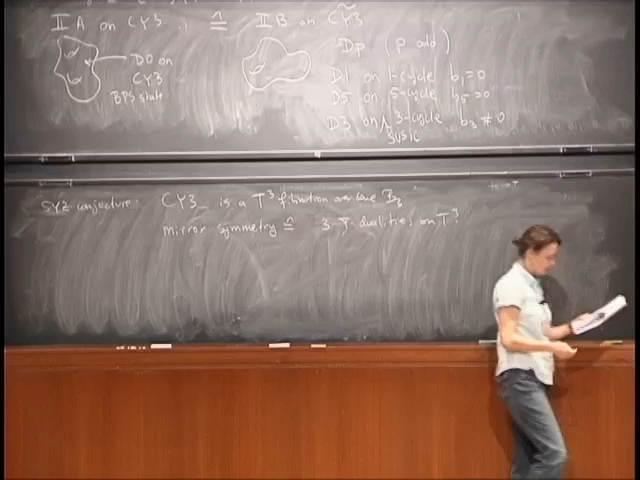 II A on CY3 ≙ II B on C̃Y3
D0 on
CY3
BPS state
Dp (p odd)
D1 on 1-cycle b₁=0
D5 on 5-cycle b₅=0
D3 on 3-cycle b₃≠0
SUSIC
SYZ-conjecture: CY3 is a T³ fibration over base B₃
mirror symmetry ≙ 3 T-dualities on T³.